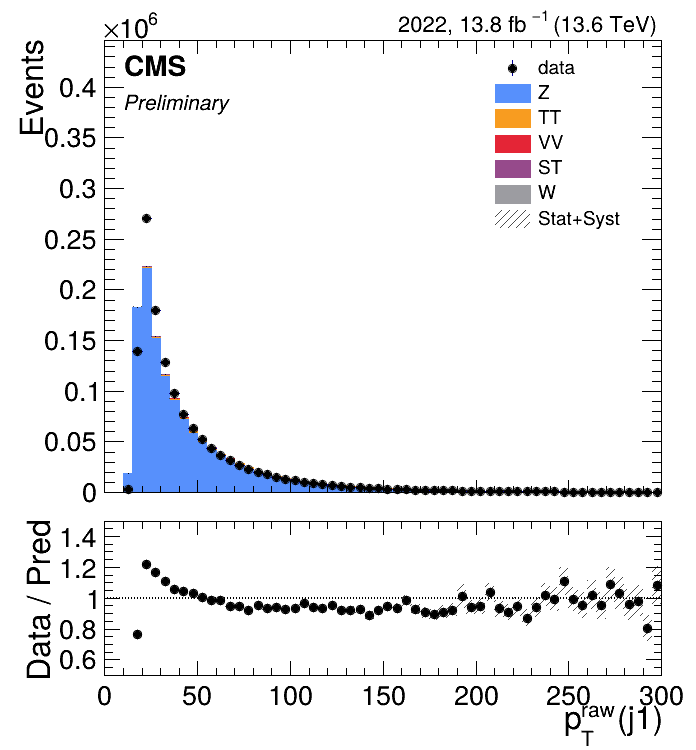 ×10⁶
2022, 13.8 fb ⁻¹ (13.6 TeV)
CMS
Preliminary
Events
0.4
0.35
0.3
0.25
0.2
0.15
0.1
0.05
0
data
Z
TT
VV
ST
W
Stat+Syst
Data / Pred
1.4
1.2
1
0.8
0.6
0 50 100 150 200 250 300
p_T^raw(j1)